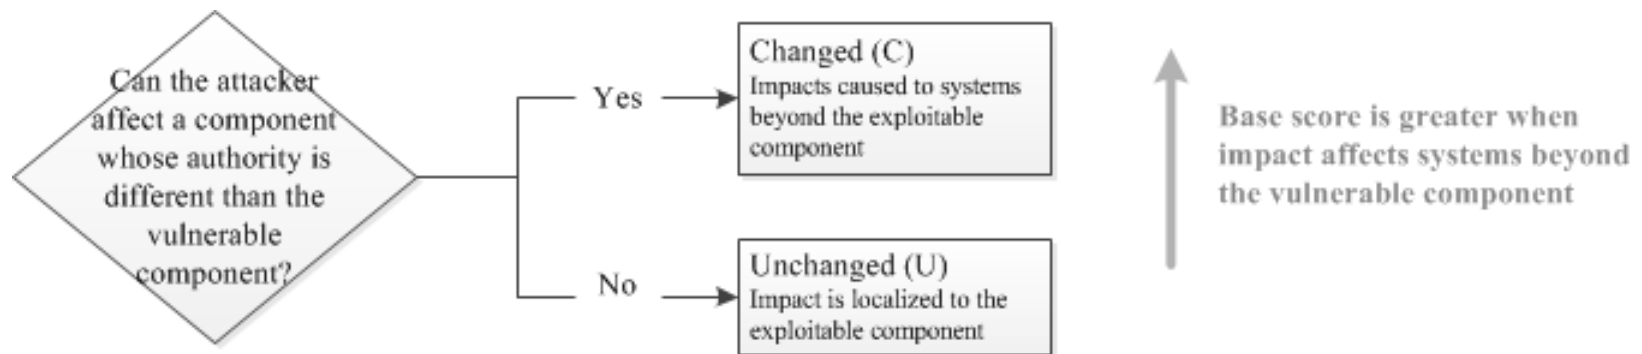 Can the attacker
affect a component
whose authority is
different than the
vulnerable
component?
Yes
Changed (C)
Impacts caused to systems
beyond the exploitable
component
No
Unchanged (U)
Impact is localized to the
exploitable component
Base score is greater when
impact affects systems beyond
the vulnerable component